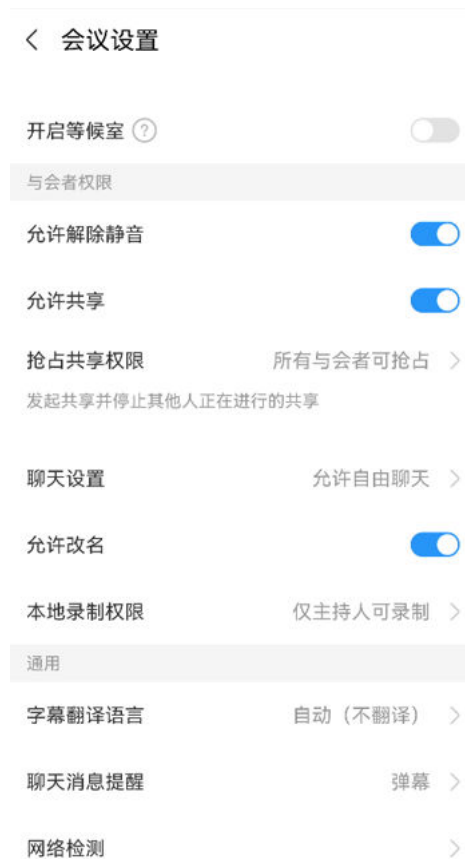 会议设置
开启等候室 ?
与会者权限
允许解除静音
允许共享
抢占共享权限 所有与会者可抢占
发起共享并停止其他人正在进行的共享
聊天设置 允许自由聊天
允许改名
本地录制权限 仅主持人可录制
通用
字幕翻译语言 自动（不翻译）
聊天消息提醒 弹幕
网络检测